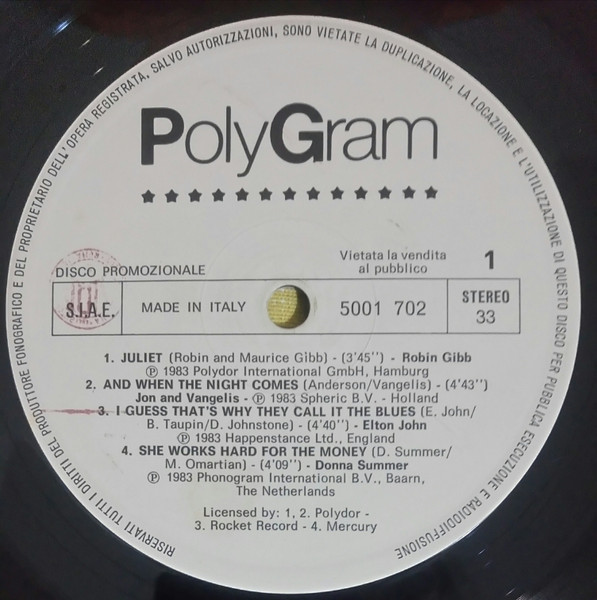 RISERVATI TUTTI I DIRITTI DEL PRODUTTORE FONOGRAFICO E DEL PROPRIETARIO DELL'OPERA REGISTRATA. SALVO AUTORIZZAZIONI, SONO VIETATE LA DUPLICAZIONE, LA LOCAZIONE E L'UTILIZZAZIONE DI QUESTO DISCO PER PUBBLICA ESECUZIONE E RADIODIFFUSIONE
PolyGram
DISCO PROMOZIONALE
Vietata la vendita
al pubblico
1
S.I.A.E.
MADE IN ITALY
5001 702
STEREO
33
1. JULIET (Robin and Maurice Gibb) - (3'45'') - Robin Gibb
℗ 1983 Polydor International GmbH, Hamburg
2. AND WHEN THE NIGHT COMES (Anderson/Vangelis) - (4'43'')
Jon and Vangelis - ℗ 1983 Spheric B.V. - Holland
3. I GUESS THAT'S WHY THEY CALL IT THE BLUES (E. John/
B. Taupin/D. Johnstone) - (4'40'') - Elton John
℗ 1983 Happenstance Ltd., England
4. SHE WORKS HARD FOR THE MONEY (D. Summer/
M. Omartian) - (4'09'') - Donna Summer
℗ 1983 Phonogram International B.V., Baarn,
The Netherlands
Licensed by: 1, 2. Polydor -
3. Rocket Record - 4. Mercury